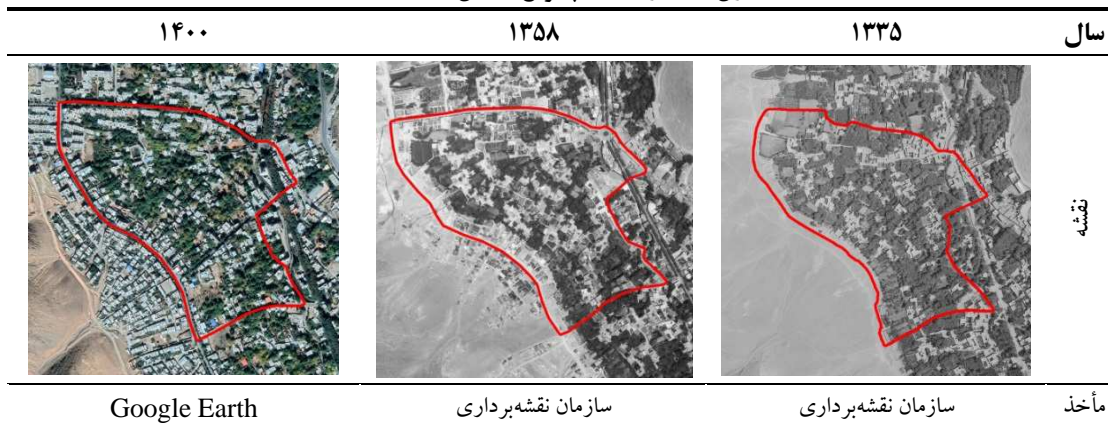 سال ۱۳۳۵ ۱۳۵۸ ۱۴۰۰
نقشه
مأخذ سازمان نقشه‌برداری سازمان نقشه‌برداری Google Earth